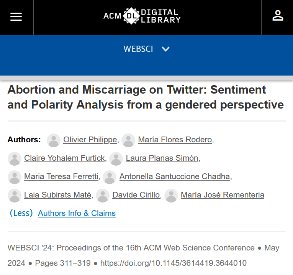 ACM DL DIGITAL LIBRARY
WEBSCI
Abortion and Miscarriage on Twitter: Sentiment
and Polarity Analysis from a gendered perspective
Authors: Olivier Philippe, María Flores Rodero,
Claire Yohalem Furtick, Laura Planas Simón,
Maria Teresa Ferretti, Antonella Santuccione Chadha,
Laia Subirats Maté, Davide Cirillo, Maria José Rementeria
(Less) Authors Info & Claims
WEBSCI '24: Proceedings of the 16th ACM Web Science Conference • May
2024 • Pages 311–319 • https://doi.org/10.1145/3614419.3644010